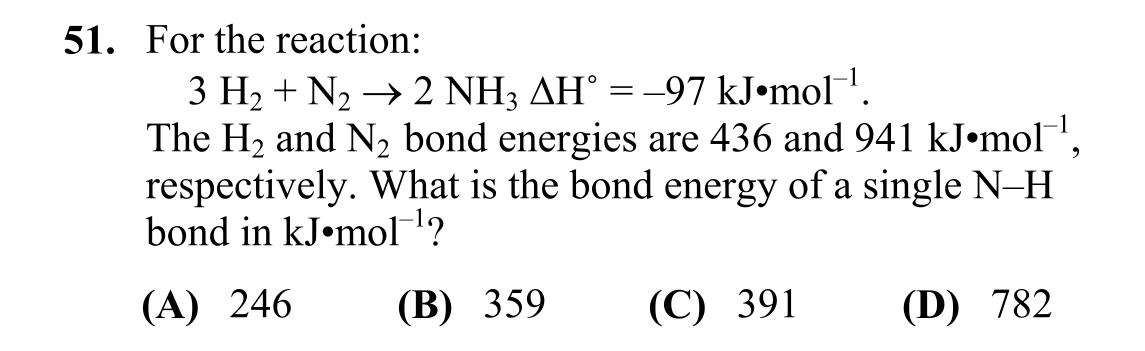 51. For the reaction:
3 H₂ + N₂ → 2 NH₃ ΔH° = –97 kJ•mol⁻¹.
The H₂ and N₂ bond energies are 436 and 941 kJ•mol⁻¹,
respectively. What is the bond energy of a single N–H
bond in kJ•mol⁻¹?
(A) 246 (B) 359 (C) 391 (D) 782